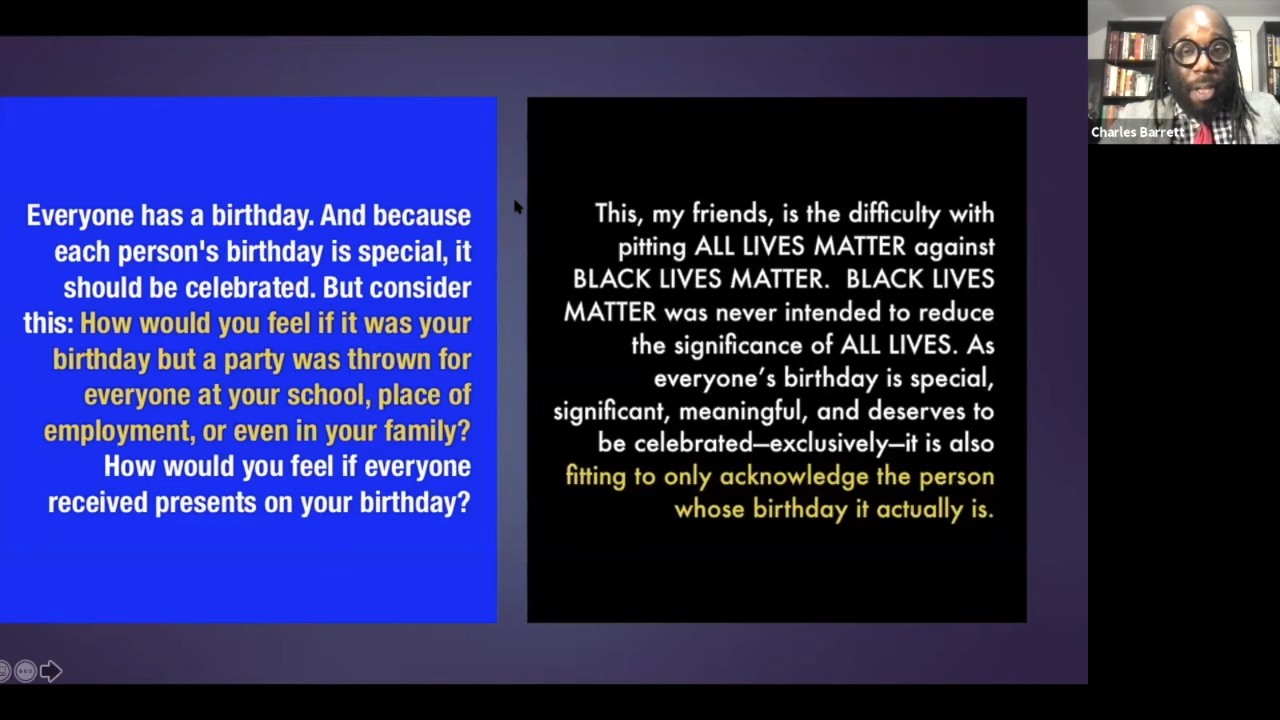 Everyone has a birthday. And because
each person's birthday is special, it
should be celebrated. But consider
this: How would you feel if it was your
birthday but a party was thrown for
everyone at your school, place of
employment, or even in your family?
How would you feel if everyone
received presents on your birthday?
This, my friends, is the difficulty with
pitting ALL LIVES MATTER against
BLACK LIVES MATTER. BLACK LIVES
MATTER was never intended to reduce
the significance of ALL LIVES. As
everyone’s birthday is special,
significant, meaningful, and deserves to
be celebrated—exclusively—it is also
fitting to only acknowledge the person
whose birthday it actually is.
Charles Barrett